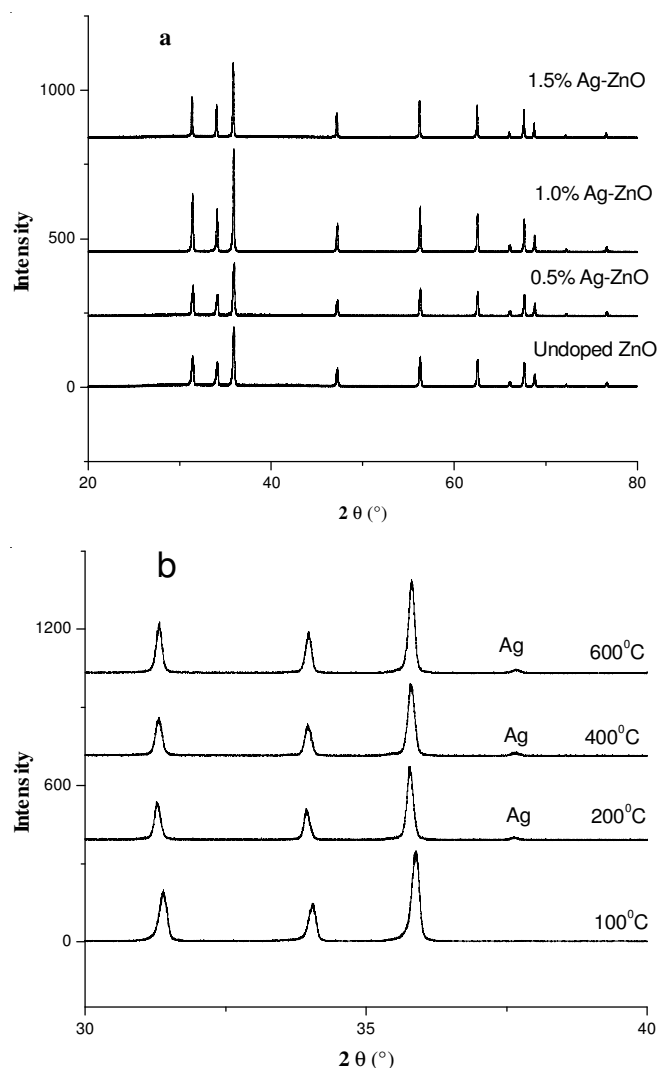 a
1000
1.5% Ag-ZnO
1.0% Ag-ZnO
500
0.5% Ag-ZnO
Undoped ZnO
0
Intensity
20 40 60 80
2 θ (°)
b
1200
Ag 600⁰C
Ag 400⁰C
600
Ag 200⁰C
100⁰C
0
Intensity
30 35 40
2 θ (°)